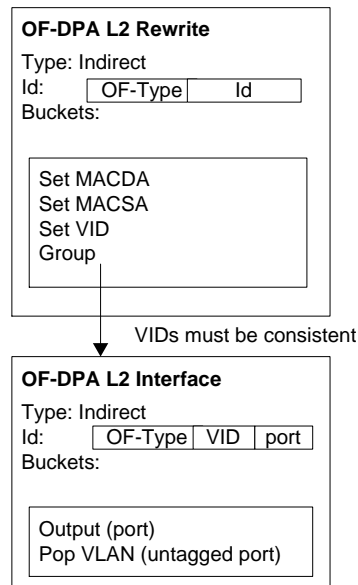 OF-DPA L2 Rewrite
Type: Indirect
Id: OF-Type Id
Buckets:
Set MACDA
Set MACSA
Set VID
Group
VIDs must be consistent
OF-DPA L2 Interface
Type: Indirect
Id: OF-Type VID port
Buckets:
Output (port)
Pop VLAN (untagged port)